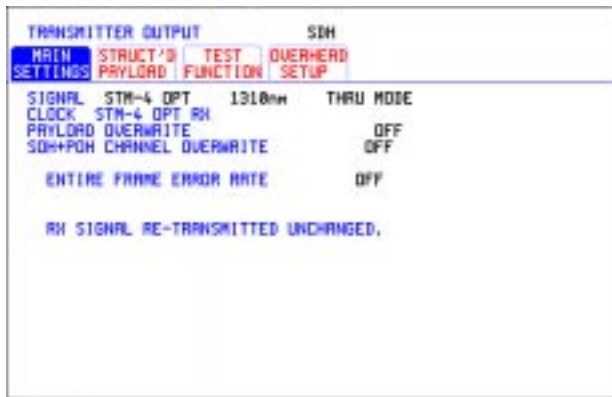 TRANSMITTER OUTPUT SDH
MAIN SETTINGS STRUCT'D PAYLOAD TEST FUNCTION OVERHEAD SETUP
SIGNAL STM-4 OPT 1310nm THRU MODE
CLOCK STM-4 OPT RX
PAYLOAD OVERWRITE OFF
SOH+POH CHANNEL OVERWRITE OFF
ENTIRE FRAME ERROR RATE OFF
RX SIGNAL RE-TRANSMITTED UNCHANGED.